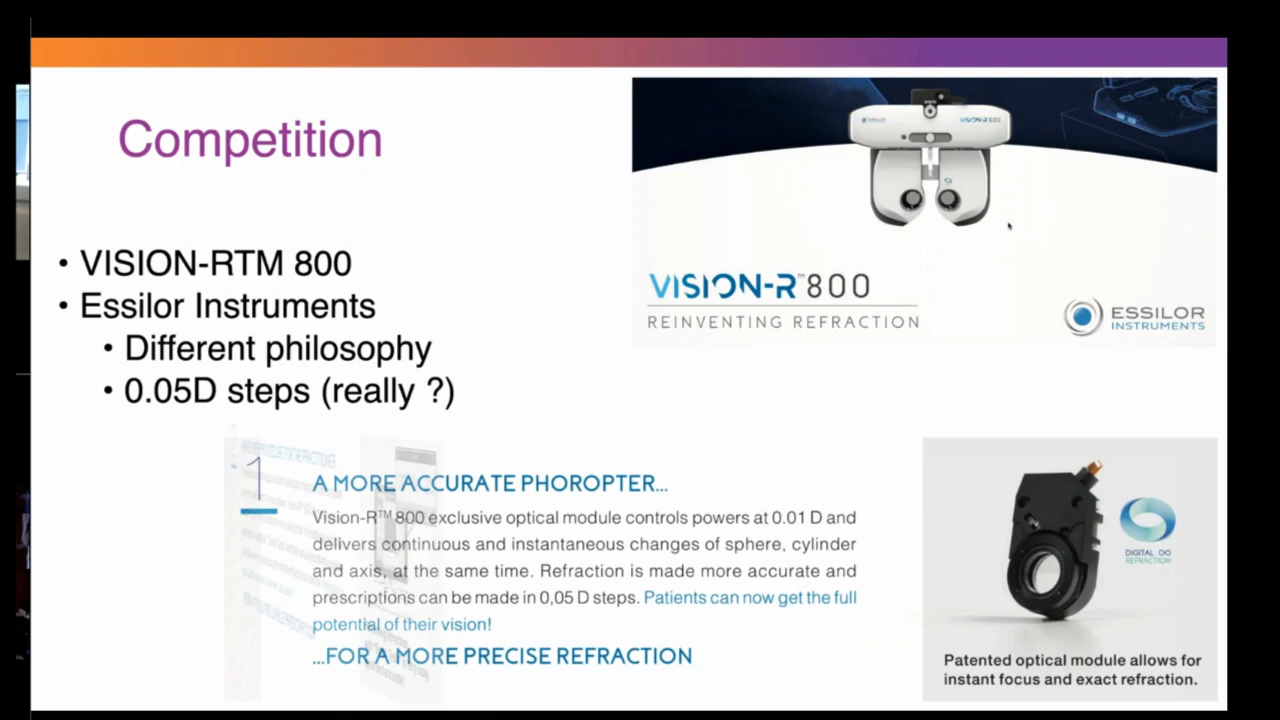 Competition
• VISION-RTM 800
• Essilor Instruments
• Different philosophy
• 0.05D steps (really ?)
ESSILOR
VISION-R 800
VISION-R™800
REINVENTING REFRACTION
ESSILOR
INSTRUMENTS
1
A MORE ACCURATE PHOROPTER...
Vision-R™ 800 exclusive optical module controls powers at 0.01 D and
delivers continuous and instantaneous changes of sphere, cylinder
and axis, at the same time. Refraction is made more accurate and
prescriptions can be made in 0,05 D steps. Patients can now get the full
potential of their vision!
...FOR A MORE PRECISE REFRACTION
DIGITAL ∞
REFRACTION
Patented optical module allows for
instant focus and exact refraction.